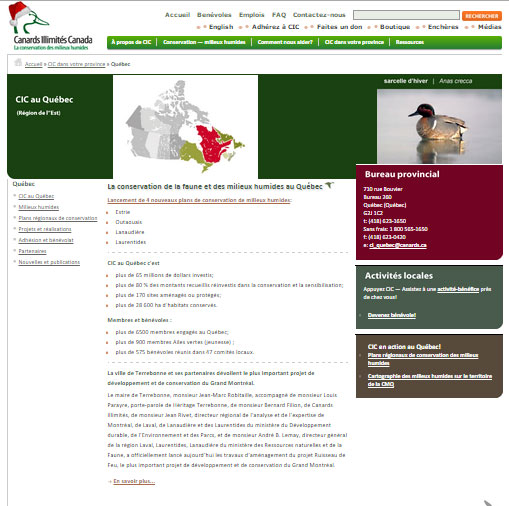 Accueil Bénévoles Emplois FAQ Contactez-nous
RECHERCHER
English Adhérez à CIC Faites un don Boutique Enchères Médias
Canards Illimités Canada
La conservation des milieux humides
À propos de CIC | Conservation — milieux humides | Comment nous aider? | CIC dans votre province | Ressources
Accueil » CIC dans votre province » Québec
sarcelle d'hiver | Anas crecca
CIC au Québec
(Région de l'Est)
Québec
CIC au Québec
Milieux humides
Plans régionaux de conservation
Projets et réalisations
Adhésion et bénévolat
Partenaires
Nouvelles et publications
La conservation de la faune et des milieux humides au Québec
Lancement de 4 nouveaux plans de conservation de milieux humides:
Estrie
Outaouais
Lanaudière
Laurentides
CIC au Québec c'est
plus de 65 millions de dollars investis;
plus de 80 % des montants recueillis réinvestis dans la conservation et la sensibilisation;
plus de 170 sites aménagés ou protégés;
plus de 28 600 ha d'habitats conservés.
Membres et bénévoles :
plus de 6500 membres engagés au Québec;
plus de 900 membres Ailes vertes (jeunesse) ;
plus de 575 bénévoles réunis dans 47 comités locaux.
La ville de Terrebonne et ses partenaires dévoilent le plus important projet de
développement et de conservation du Grand Montréal.
Le maire de Terrebonne, monsieur Jean-Marc Robitaille, accompagné de monsieur Louis
Parayre, porte-parole de Héritage Terrebonne, de monsieur Bernard Filion, de Canards
Illimités, de monsieur Jean Rivet, directeur régional de l'analyse et de l'expertise de
Montréal, de Laval, de Lanaudière et des Laurentides du ministère du Développement
durable, de l'Environnement et des Parcs, et de monsieur André B. Lemay, directeur général
de la région Laval, Laurentides, Lanaudière du ministère des Ressources naturelles et de la
Faune, a officiellement lancé aujourd'hui les travaux d'aménagement du projet Ruisseau de
Feu, le plus important projet de développement et de conservation du Grand Montréal.
→ En savoir plus...
Bureau provincial
710 rue Bouvier
Bureau 260
Québec (Québec)
G2J 1C2
t: (418) 623-1650
Sans frais: 1 800 565-1650
f: (418) 623-0420
e: ci_quebec@canards.ca
Activités locales
Appuyez CIC — Assistez à une activité-bénéfice près
de chez vous!
Devenez bénévole!
CIC en action au Québec!
Plans régionaux de conservation des milieux
humides
Cartographie des milieux humides sur le territoire
de la CMQ